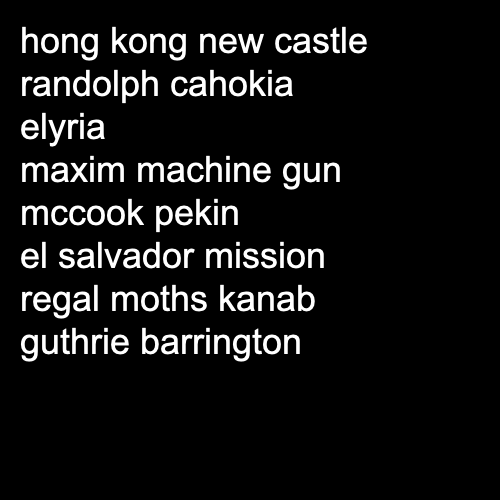 hong kong new castle
randolph cahokia
elyria
maxim machine gun
mccook pekin
el salvador mission
regal moths kanab
guthrie barrington